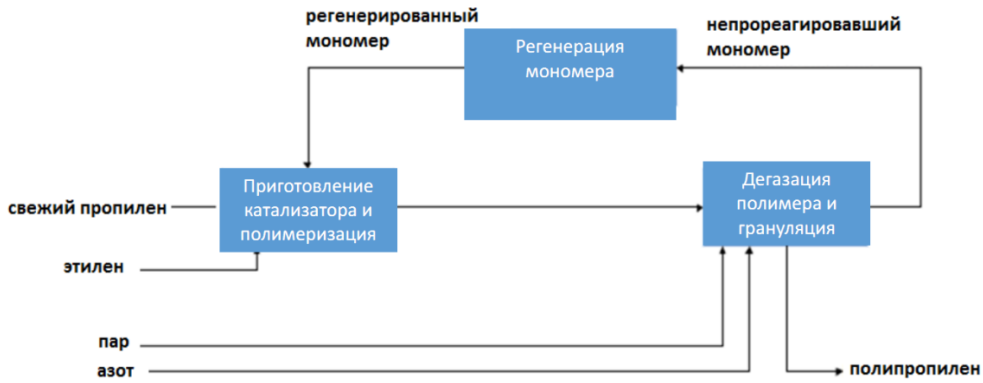 регенерированный
мономер
непрореагировавший
мономер
Регенерация
мономера
Приготовление
катализатора и
полимеризация
Дегазация
полимера и
грануляция
свежий пропилен
этилен
пар
азот
полипропилен